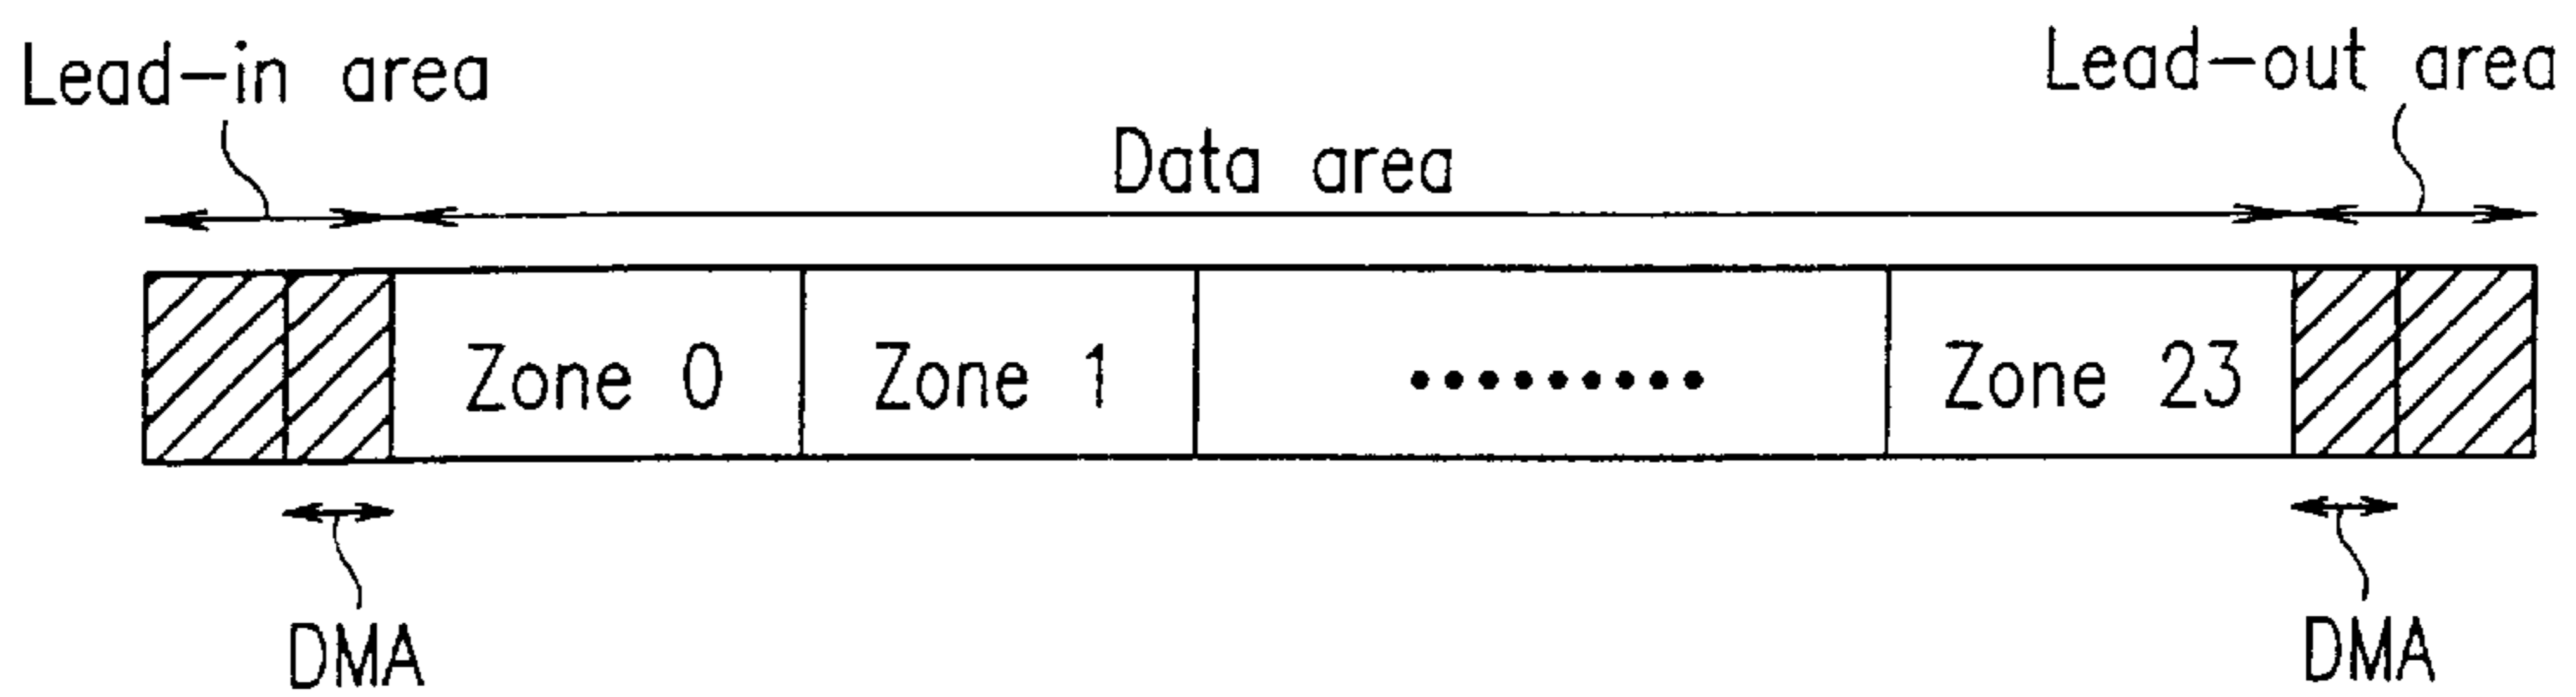 Lead-in area
Lead-out area
Data area
Zone 0 Zone 1 ......... Zone 23
DMA
DMA